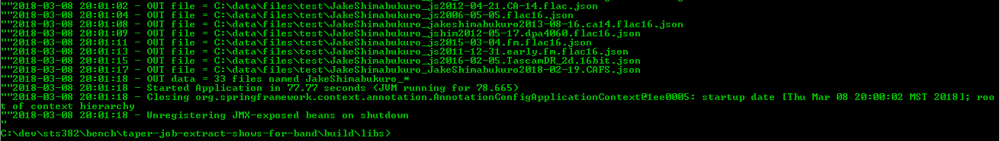 ""2018-03-08 20:01:02 - OUT file = C:\data\files\test\JakeShimabukuro_js2012-04-21.CA-14.flac.json
""2018-03-08 20:01:06 - OUT file = C:\data\files\test\JakeShimabukuro_js2006-05-05.flac16.json
""2018-03-08 20:01:08 - OUT file = C:\data\files\test\JakeShimabukuro_jakeshimabukuro2013-08-16.ca14.flac16.json
""2018-03-08 20:01:09 - OUT file = C:\data\files\test\JakeShimabukuro_jshim2012-05-17.dpa4060.flac16.json
""2018-03-08 20:01:11 - OUT file = C:\data\files\test\JakeShimabukuro_js2015-03-04.fm.flac16.json
""2018-03-08 20:01:13 - OUT file = C:\data\files\test\JakeShimabukuro_js2011-12-31.early.fm.flac16.json
""2018-03-08 20:01:15 - OUT file = C:\data\files\test\JakeShimabukuro_js2016-02-05.TascamDR_2d.16bit.json
""2018-03-08 20:01:17 - OUT file = C:\data\files\test\JakeShimabukuro_JakeShimabukuro2018-02-19.CAFS.json
""2018-03-08 20:01:18 - OUT data = 33 files named JakeShimabukuro_*
""2018-03-08 20:01:18 - Started Application in 77.77 seconds (JVM running for 78.665)
""2018-03-08 20:01:18 - Closing org.springframework.context.annotation.AnnotationConfigApplicationContext@1ee0005: startup date [Thu Mar 08 20:00:02 MST 2018]; roo
t of context hierarchy
""2018-03-08 20:01:18 - Unregistering JMX-exposed beans on shutdown
"
C:\dev\sts382\bench\taper-job-extract-shows-for-band\build\libs>